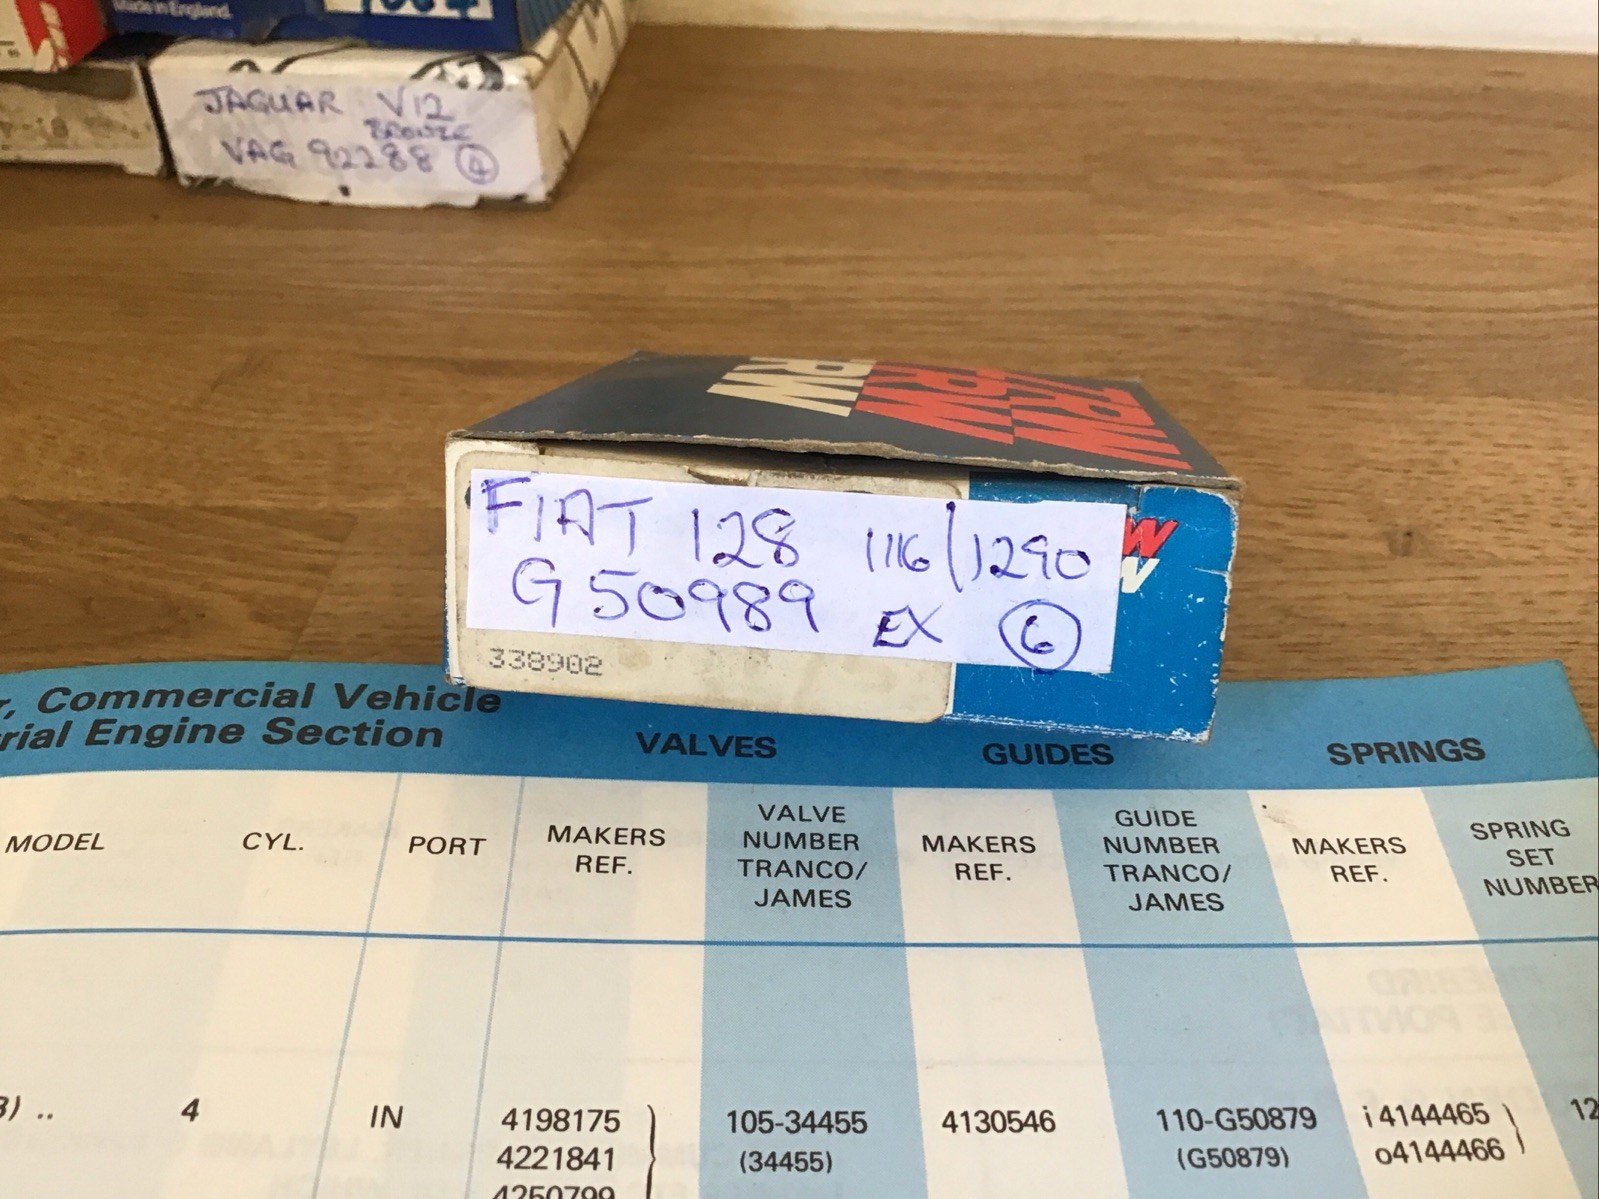 Made in England.
JAGUAR V12
BRONZE
VAG 92288 4
TRW
TRW
TRW
FIAT 128 1116/1290
G50989 EX 6
338902
Commercial Vehicle
Engine Section
VALVES GUIDES SPRINGS
MODEL CYL. PORT MAKERS REF. VALVE NUMBER TRANCO/ JAMES MAKERS REF. GUIDE NUMBER TRANCO/ JAMES MAKERS REF. SPRING SET NUMBER
4 IN 4198175 105-34455 4130546 110-G50879 i4144465
4221841 (34455) (G50879) o4144466
4250799